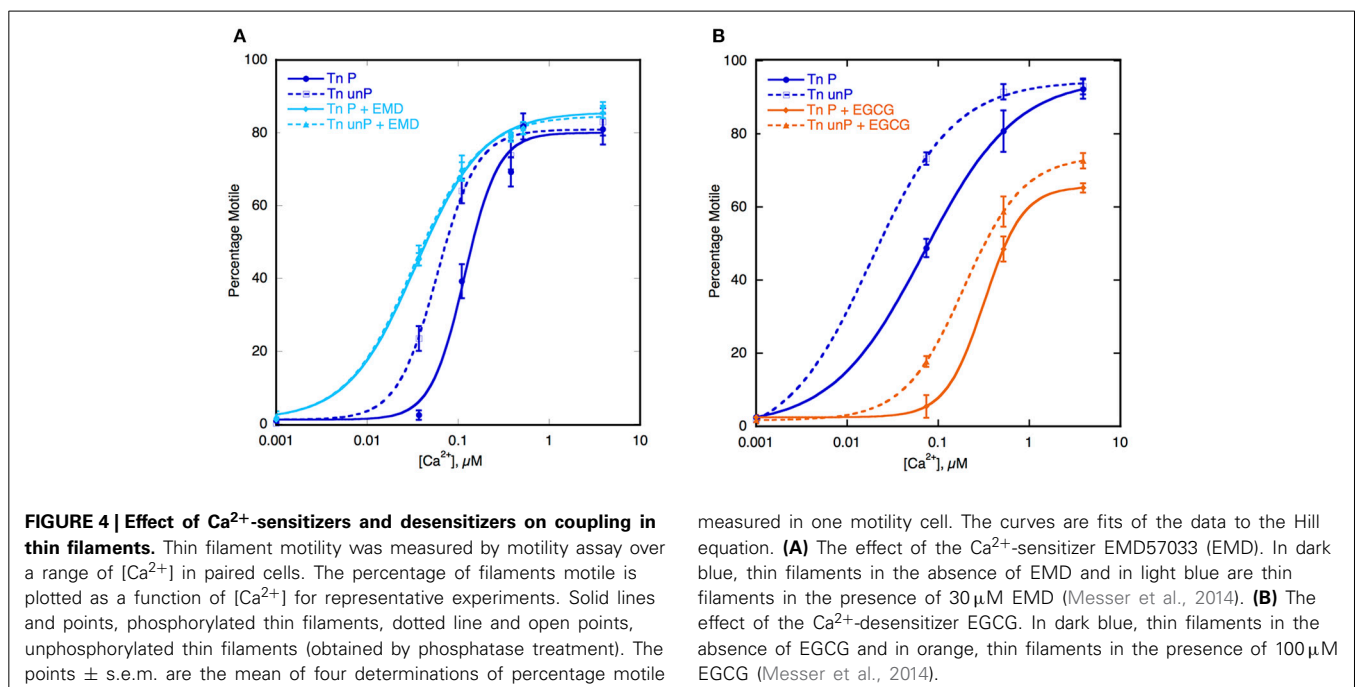 A
100
80
60
40
20
0
Percentage Motile
Tn P
Tn unP
Tn P + EMD
Tn unP + EMD
0.001 0.01 0.1 1 10
[Ca²⁺], μM
B
100
80
60
40
20
0
Percentage Motile
Tn P
Tn unP
Tn P + EGCG
Tn unP + EGCG
0.001 0.01 0.1 1 10
[Ca²⁺], μM
FIGURE 4 | Effect of Ca²⁺-sensitizers and desensitizers on coupling in
thin filaments. Thin filament motility was measured by motility assay over
a range of [Ca²⁺] in paired cells. The percentage of filaments motile is
plotted as a function of [Ca²⁺] for representative experiments. Solid lines
and points, phosphorylated thin filaments, dotted line and open points,
unphosphorylated thin filaments (obtained by phosphatase treatment). The
points ± s.e.m. are the mean of four determinations of percentage motile
measured in one motility cell. The curves are fits of the data to the Hill
equation. (A) The effect of the Ca²⁺-sensitizer EMD57033 (EMD). In dark
blue, thin filaments in the absence of EMD and in light blue are thin
filaments in the presence of 30 μM EMD (Messer et al., 2014). (B) The
effect of the Ca²⁺-desensitizer EGCG. In dark blue, thin filaments in the
absence of EGCG and in orange, thin filaments in the presence of 100 μM
EGCG (Messer et al., 2014).